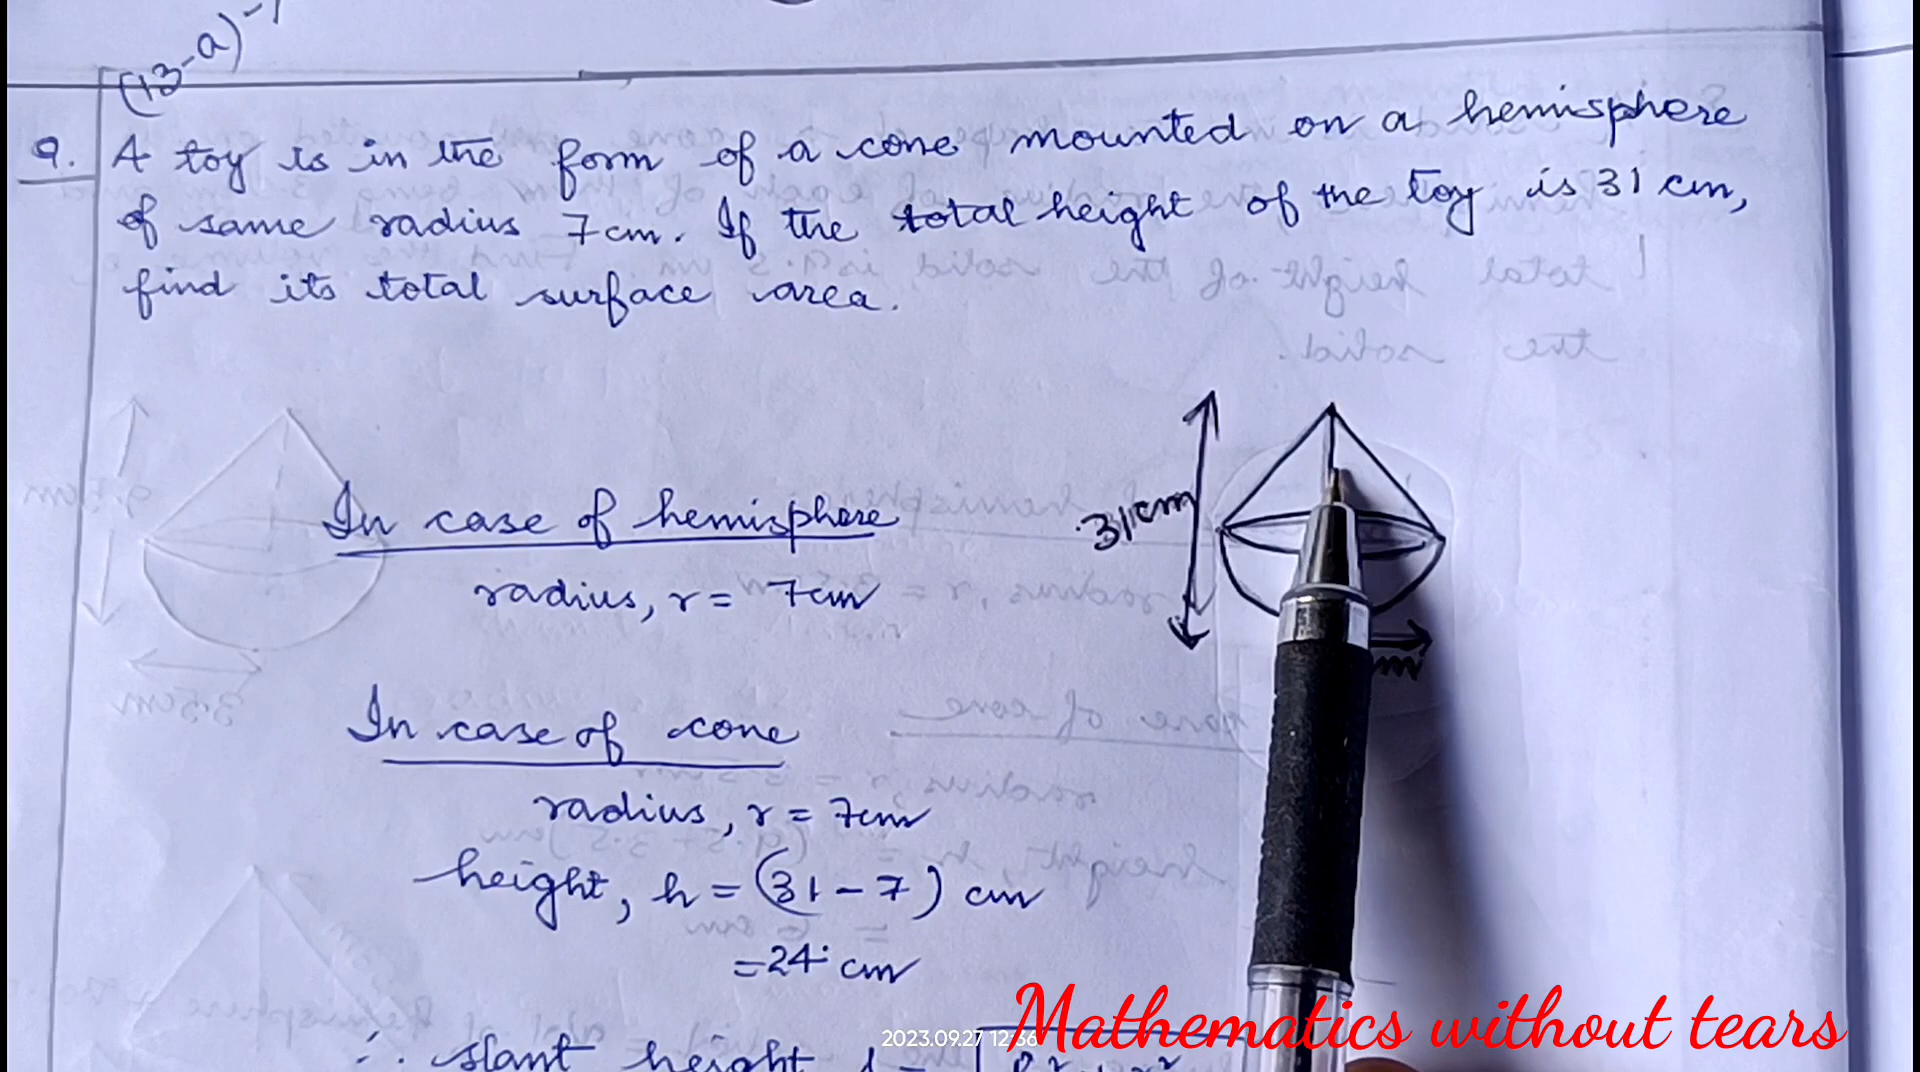 (13-a)-
9. A toy is in the form of a cone mounted on a hemisphere
of same radius 7cm. If the total height of the toy is 31 cm,
find its total surface area.
31cm
In case of hemisphere
radius, r = 7cm
In case of cone
radius, r = 7cm
height, h = (31-7) cm
= 24 cm
∴ slant height
Mathematics without tears
2023.09.27 12:36